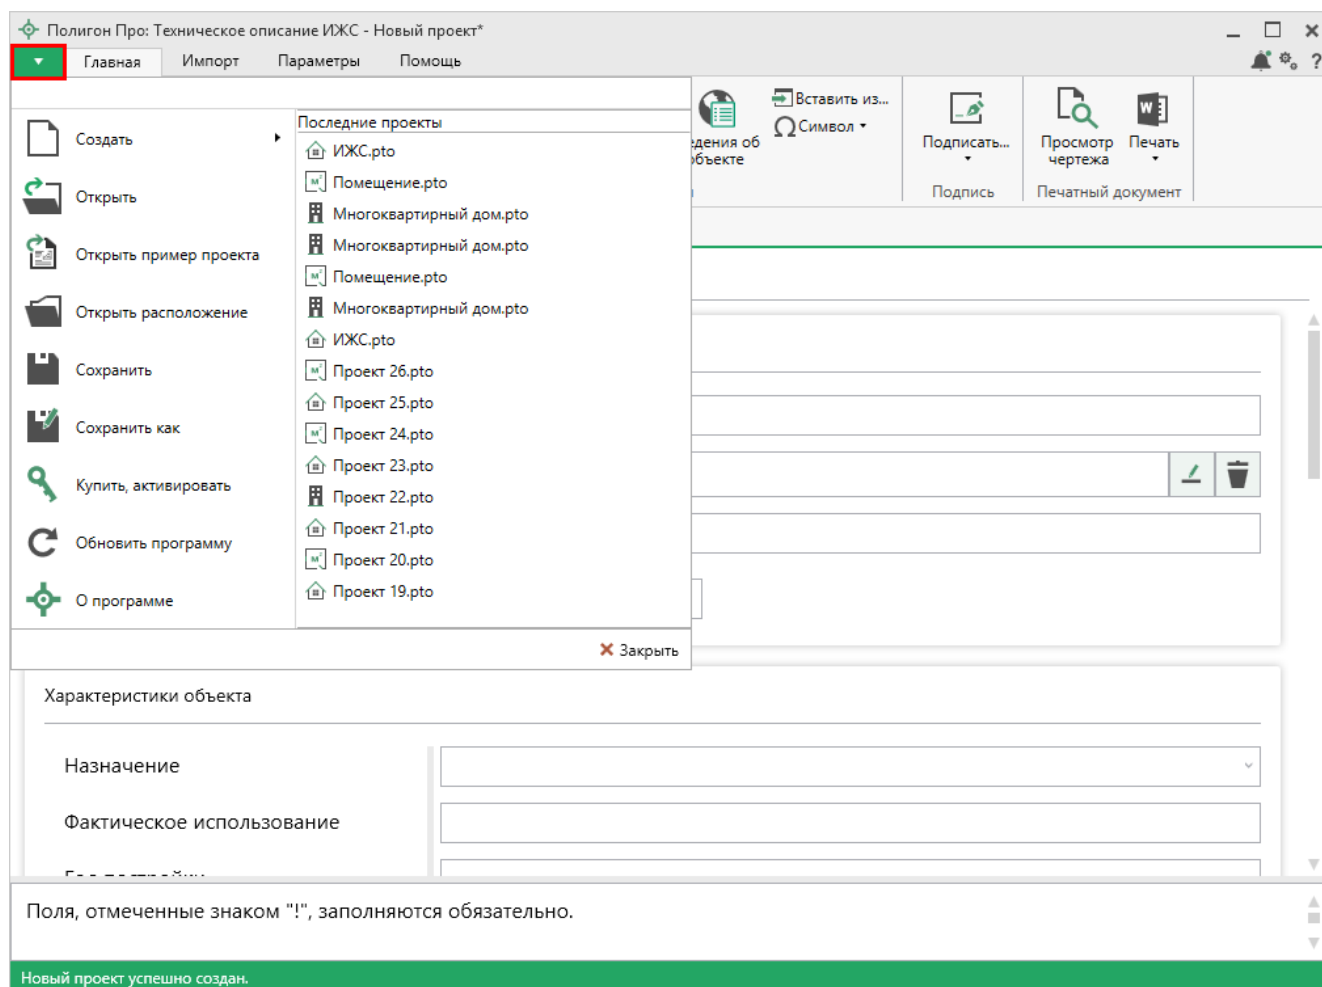 Полигон Про: Техническое описание ИЖС - Новый проект*
Главная Импорт Параметры Помощь
?
Создать
Открыть
Открыть пример проекта
Открыть расположение
Сохранить
Сохранить как
Купить, активировать
Обновить программу
О программе
Последние проекты
ИЖС.pto
Помещение.pto
Многоквартирный дом.pto
Многоквартирный дом.pto
Помещение.pto
Многоквартирный дом.pto
ИЖС.pto
Проект 26.pto
Проект 25.pto
Проект 24.pto
Проект 23.pto
Проект 22.pto
Проект 21.pto
Проект 20.pto
Проект 19.pto
Закрыть
об
Вставить из...
Символ
Подписать...
Подпись
Просмотр
чертежа
Печать
Печатный документ
Характеристики объекта
Назначение
Фактическое использование
Поля, отмеченные знаком "!", заполняются обязательно.
Новый проект успешно создан.